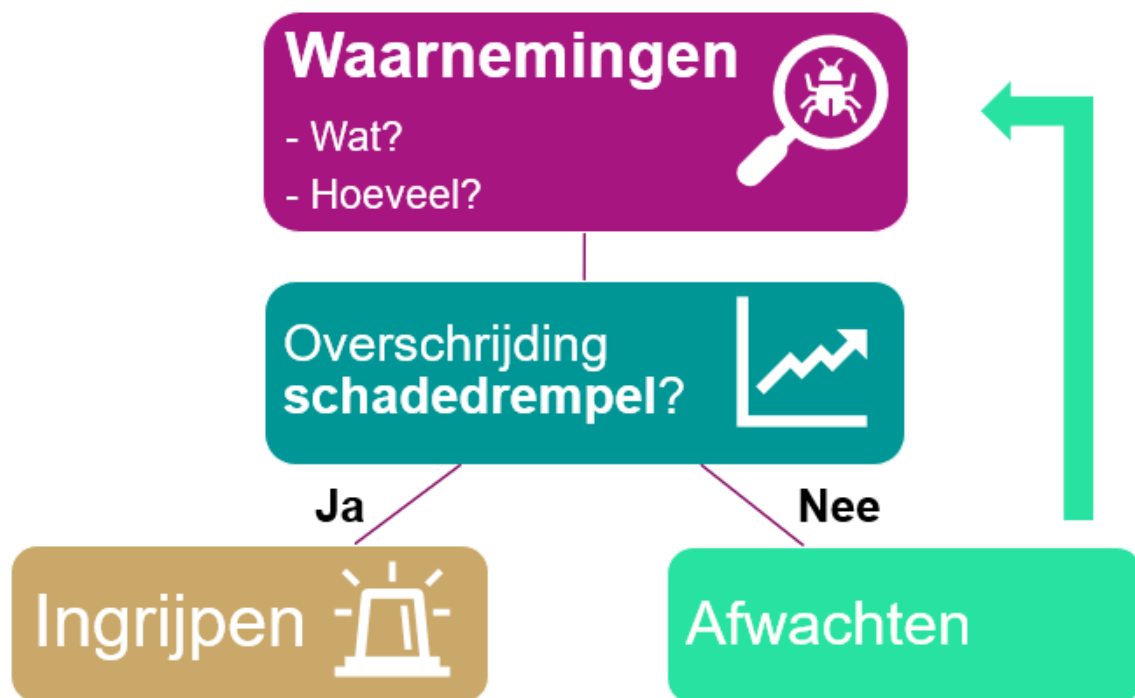 Waarnemingen
- Wat?
- Hoeveel?
Overschrijding
schadedrempel?
Ja
Nee
Ingrijpen
Afwachten